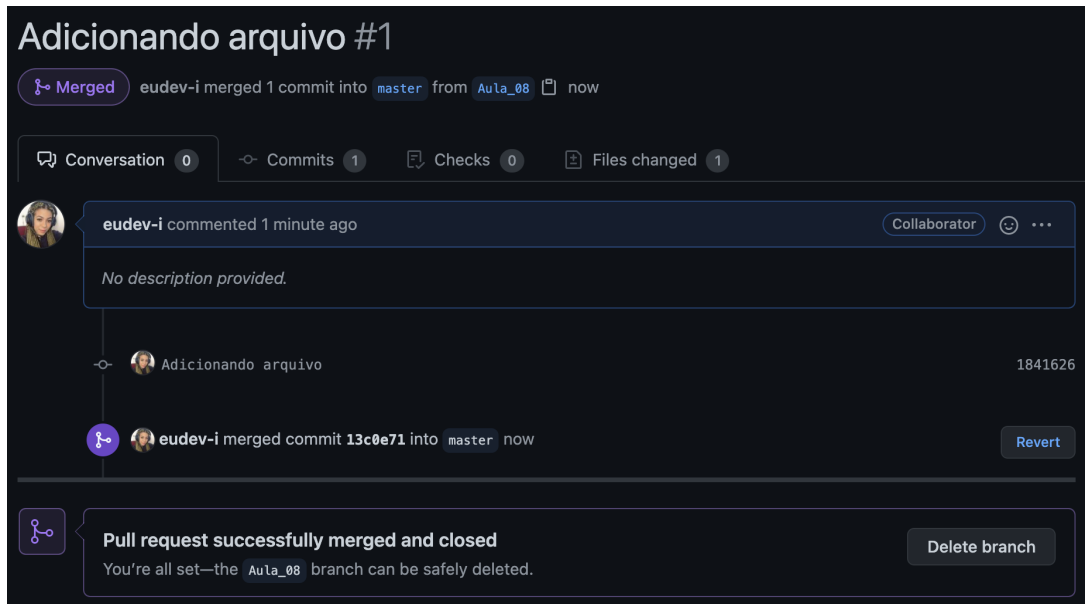 Adicionando arquivo #1
Merged eudev-i merged 1 commit into master from Aula_08 now
Conversation 0 Commits 1 Checks 0 Files changed 1
eudev-i commented 1 minute ago Collaborator
No description provided.
Adicionando arquivo 1841626
eudev-i merged commit 13c0e71 into master now Revert
Pull request successfully merged and closed
You're all set—the Aula_08 branch can be safely deleted.
Delete branch